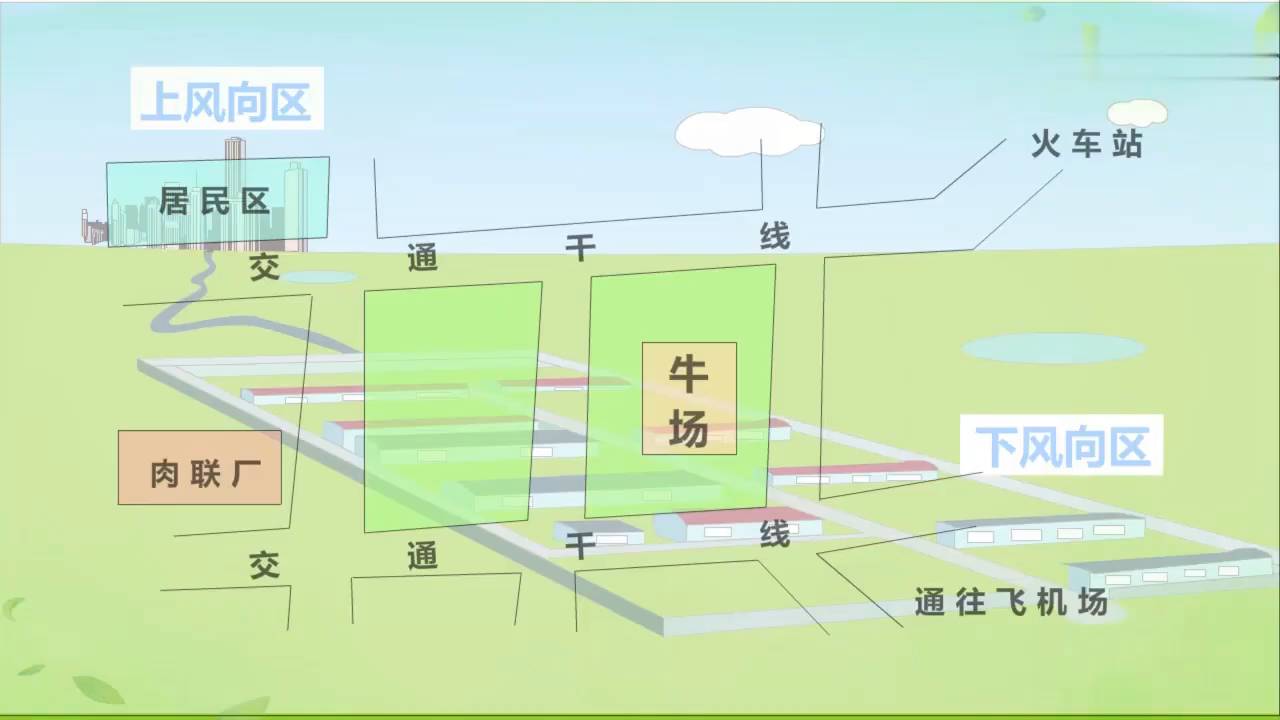 上风向区
火车站
居民区
交通干线
牛场
下风向区
肉联厂
交通干线
通往飞机场